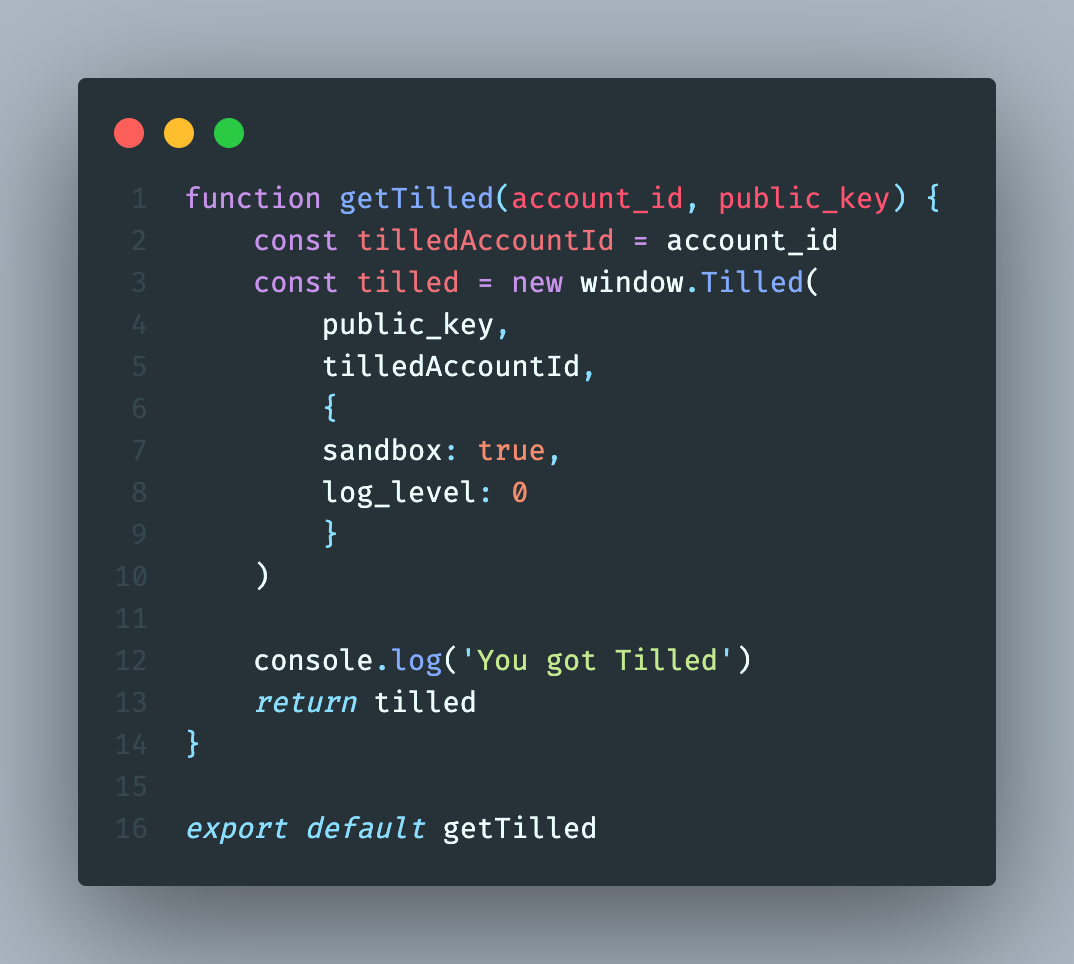 1 function getTilled(account_id, public_key) {
2     const tilledAccountId = account_id
3     const tilled = new window.Tilled(
4         public_key,
5         tilledAccountId,
6         {
7         sandbox: true,
8         log_level: 0
9         }
10     )
11
12     console.log('You got Tilled')
13     return tilled
14 }
15
16 export default getTilled